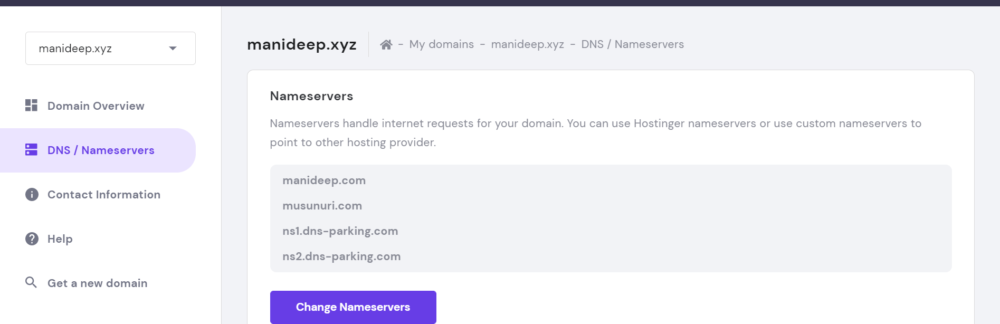 manideep.xyz
Domain Overview
DNS / Nameservers
Contact Information
Help
Get a new domain
manideep.xyz
- My domains - manideep.xyz - DNS / Nameservers
Nameservers
Nameservers handle internet requests for your domain. You can use Hostinger nameservers or use custom nameservers to
point to other hosting provider.
manideep.com
musunuri.com
ns1.dns-parking.com
ns2.dns-parking.com
Change Nameservers